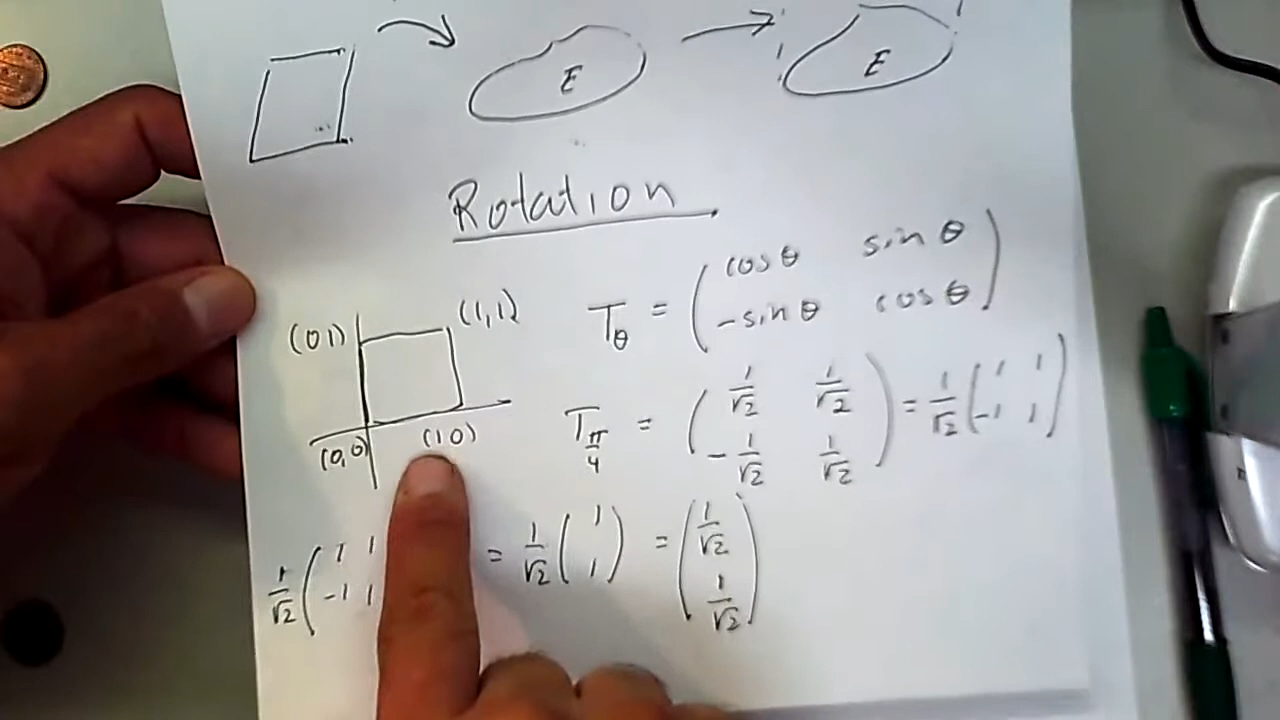 E E
Rotation
(0 1) (1,1) T_θ = ( cos θ sin θ
-sin θ cos θ )
(0,0) (1 0) T_{π/4} = ( 1/√2 1/√2
-1/√2 1/√2 ) = 1/√2 ( 1 1
-1 1 )
1/√2 ( 1 1
-1 1 = 1/√2 ( 1
1 ) = ( 1/√2
1/√2 )